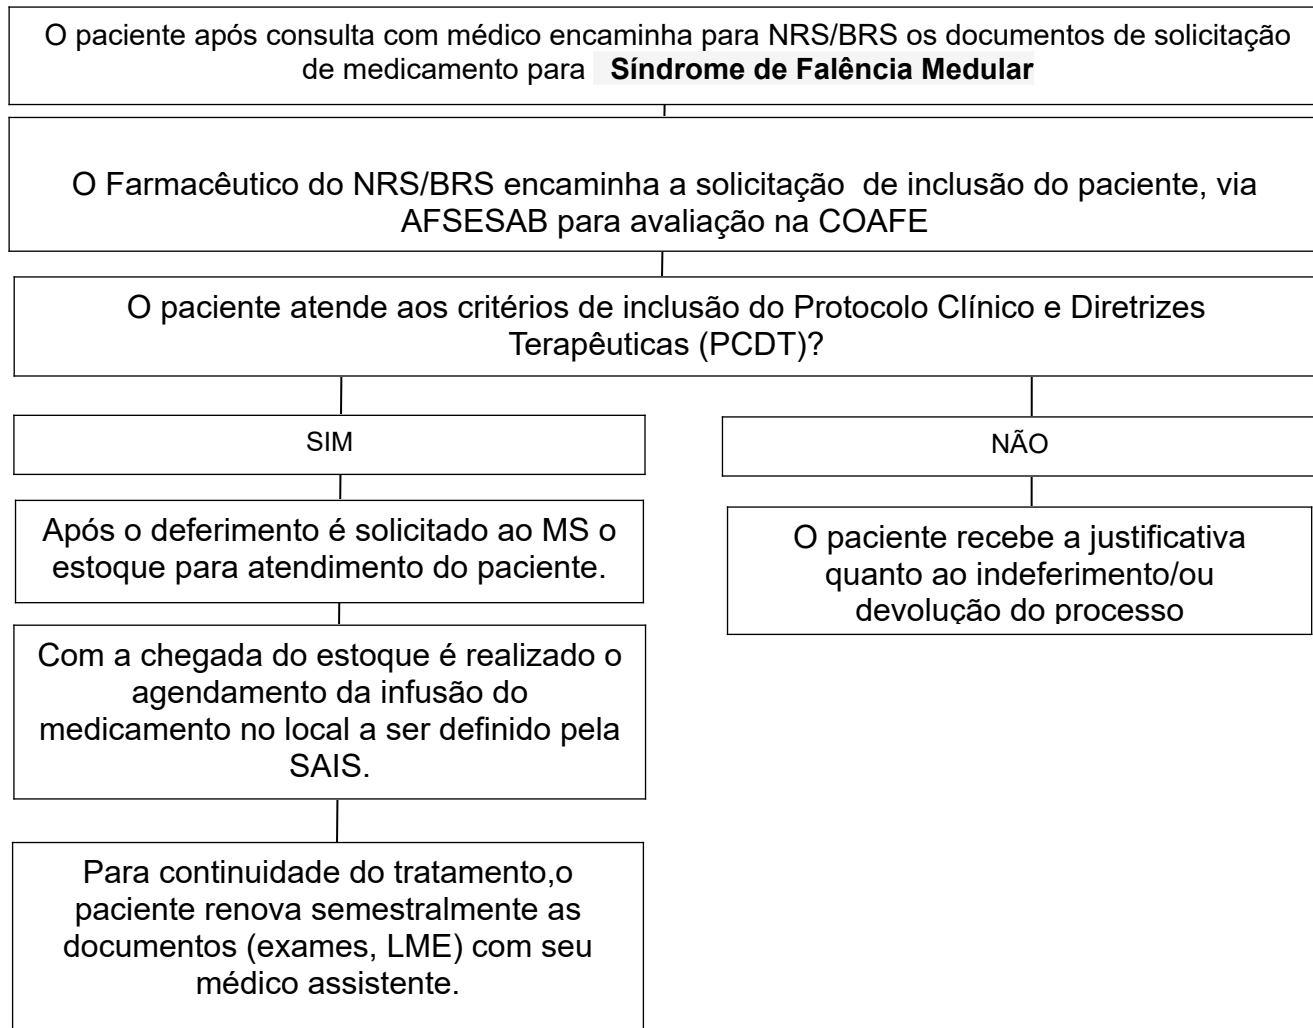 O paciente após consulta com médico encaminha para NRS/BRS os documentos de solicitação
de medicamento para Síndrome de Falência Medular
O Farmacêutico do NRS/BRS encaminha a solicitação de inclusão do paciente, via
AFSESAB para avaliação na COAFE
O paciente atende aos critérios de inclusão do Protocolo Clínico e Diretrizes
Terapêuticas (PCDT)?
SIM
NÃO
Após o deferimento é solicitado ao MS o
estoque para atendimento do paciente.
O paciente recebe a justificativa
quanto ao indeferimento/ou
devolução do processo
Com a chegada do estoque é realizado o
agendamento da infusão do
medicamento no local a ser definido pela
SAIS.
Para continuidade do tratamento,o
paciente renova semestralmente as
documentos (exames, LME) com seu
médico assistente.